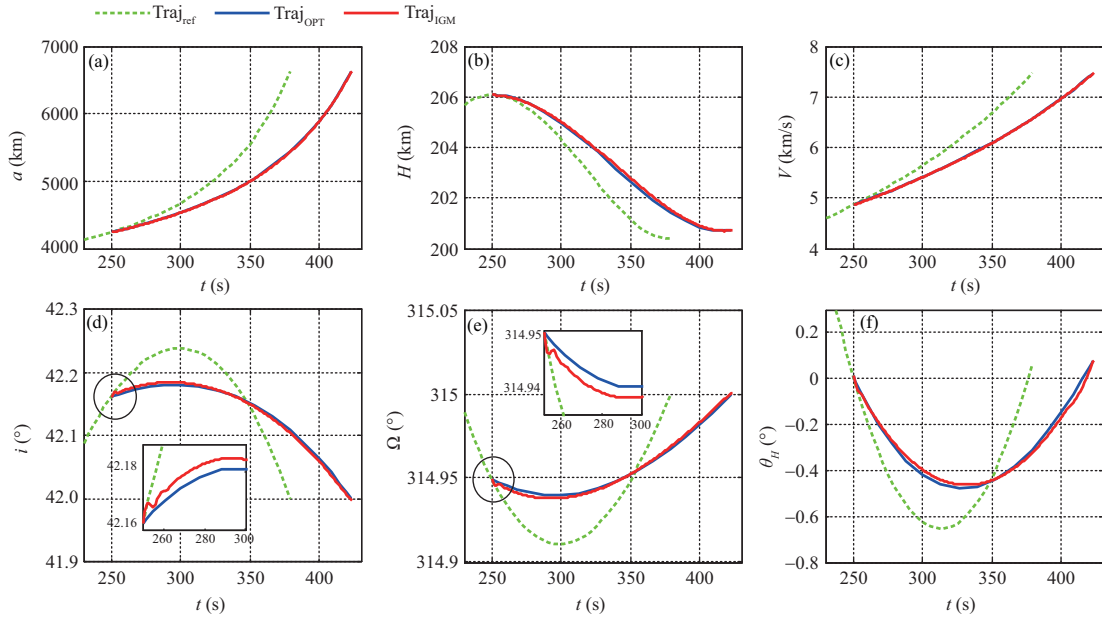 Traj_ref Traj_OPT Traj_IGM
(a)
7000
6000
5000
4000
a (km)
250 300 350 400
t (s)
(b)
208
206
204
202
200
H (km)
250 300 350 400
t (s)
(c)
8
7
6
5
4
V (km/s)
250 300 350 400
t (s)
(d)
42.3
42.2
42.1
42.0
41.9
i (°)
42.18
42.16
260 280 300
250 300 350 400
t (s)
(e)
315.05
315
314.95
314.9
Ω (°)
314.95
314.94
260 280 300
250 300 350 400
t (s)
(f)
0.2
0
−0.2
−0.4
−0.6
−0.8
θ_H (°)
250 300 350 400
t (s)